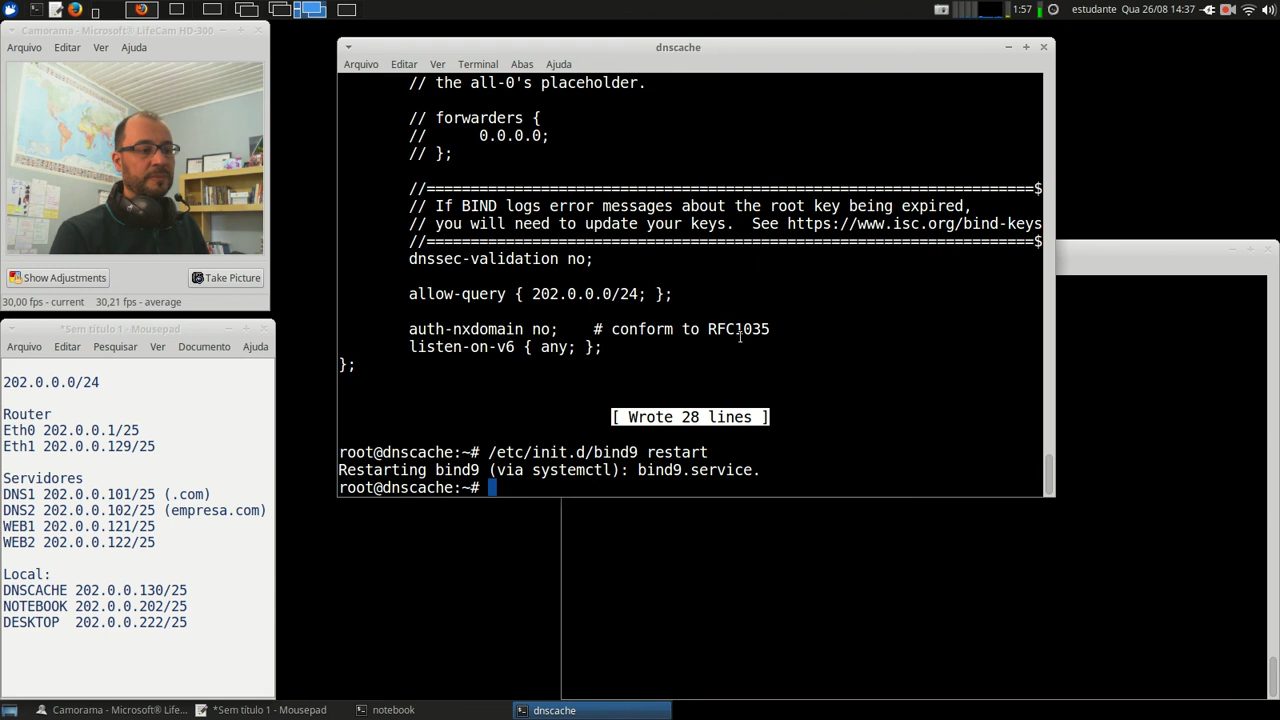 1:57
estudante Qua 26/08 14:37
Camorama - Microsoft® LifeCam HD-300
Arquivo Editar Ver Ajuda
Show Adjustments Take Picture
30,00 fps - current 30,21 fps - average
*Sem título 1 - Mousepad
Arquivo Editar Pesquisar Ver Documento Ajuda
202.0.0.0/24
Router
Eth0 202.0.0.1/25
Eth1 202.0.0.129/25
Servidores
DNS1 202.0.0.101/25 (.com)
DNS2 202.0.0.102/25 (empresa.com)
WEB1 202.0.0.121/25
WEB2 202.0.0.122/25
Local:
DNSCACHE 202.0.0.130/25
NOTEBOOK 202.0.0.202/25
DESKTOP 202.0.0.222/25
dnscache
Arquivo Editar Ver Terminal Abas Ajuda
// the all-0's placeholder.
// forwarders {
// 0.0.0.0;
// };
//=====================================================================$
// If BIND logs error messages about the root key being expired,
// you will need to update your keys. See https://www.isc.org/bind-keys
//=====================================================================$
dnssec-validation no;
allow-query { 202.0.0.0/24; };
auth-nxdomain no; # conform to RFC1035
listen-on-v6 { any; };
};
[ Wrote 28 lines ]
root@dnscache:~# /etc/init.d/bind9 restart
Restarting bind9 (via systemctl): bind9.service.
root@dnscache:~#
Camorama - Microsoft® LifeCam...
*Sem título 1 - Mousepad
notebook
dnscache